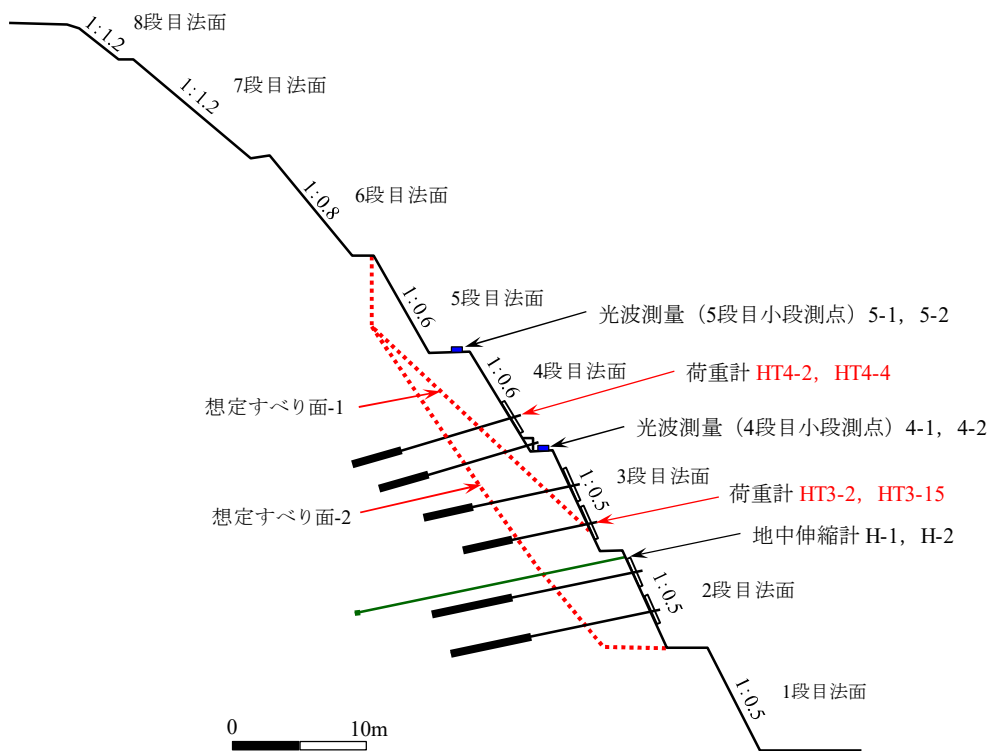 8段目法面
1:1.2
7段目法面
1:1.2
6段目法面
1:0.8
5段目法面
1:0.6
光波測量（5段目小段測点）5-1，5-2
4段目法面
1:0.6
荷重計 HT4-2，HT4-4
想定すべり面-1
光波測量（4段目小段測点）4-1，4-2
3段目法面
1:0.5
荷重計 HT3-2，HT3-15
想定すべり面-2
地中伸縮計 H-1，H-2
2段目法面
1:0.5
1段目法面
1:0.5
0 10m